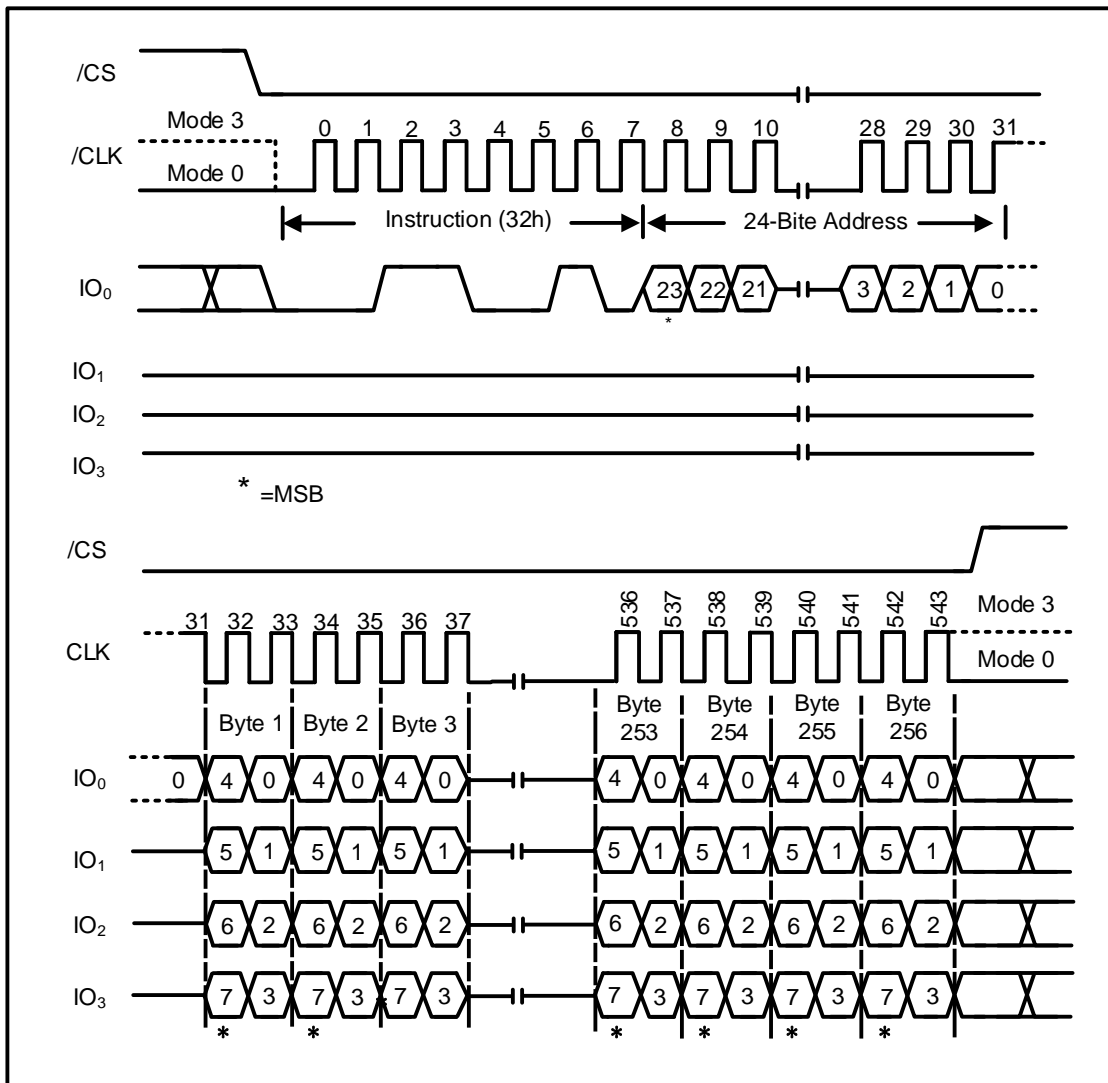 /CS
Mode 3
0 1 2 3 4 5 6 7 8 9 10 28 29 30 31
/CLK
Mode 0
Instruction (32h) 24-Bite Address
IO₀ 23 22 21 3 2 1 0
*
IO₁
IO₂
IO₃
* =MSB
/CS
31 32 33 34 35 36 37 536 537 538 539 540 541 542 543 Mode 3
CLK
Mode 0
Byte 1 Byte 2 Byte 3 Byte 253 Byte 254 Byte 255 Byte 256
IO₀ 0 4 0 4 0 4 0 4 0 4 0 4 0 4 0
IO₁ 5 1 5 1 5 1 5 1 5 1 5 1 5 1
IO₂ 6 2 6 2 6 2 6 2 6 2 6 2 6 2
IO₃ 7 3 7 3 7 3 7 3 7 3 7 3 7 3
* * * * * *